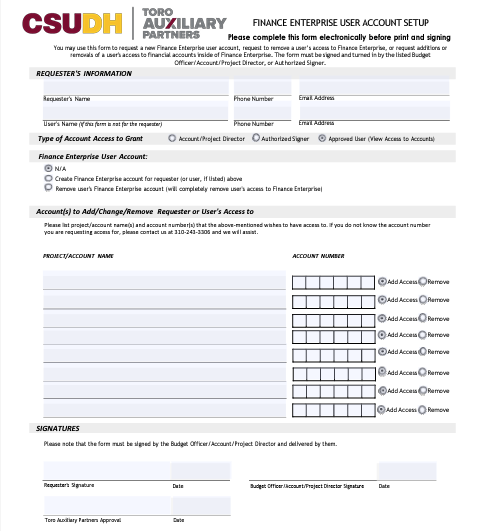 CSUDH
TORO
AUXILIARY
PARTNERS
FINANCE ENTERPRISE USER ACCOUNT SETUP
Please complete this form electronically before print and signing
You may use this form to request a new Finance Enterprise user account, request to remove a user's access to Finance Enterprise, or request additions or
removals of a user's access to financial accounts inside of Finance Enterprise. The form must be signed and turned in by the listed Budget
Officer/Account/Project Director, or Authorized Signer.
REQUESTER'S INFORMATION
Requester's Name Phone Number Email Address
User's Name (if this form is not for the requester) Phone Number Email Address
Type of Account Access to Grant Account/Project Director Authorized Signer Approved User (View Access to Accounts)
Finance Enterprise User Account:
N/A
Create Finance Enterprise account for requester (or user, if listed) above
Remove user's Finance Enterprise account (will completely remove user's access to Finance Enterprise)
Account(s) to Add/Change/Remove Requester or User's Access to
Please list project/account name(s) and account number(s) that the above-mentioned wishes to have access to. If you do not know the account number
you are requesting access for, please contact us at 310-243-3306 and we will assist.
PROJECT/ACCOUNT NAME ACCOUNT NUMBER
Add Access Remove
Add Access Remove
Add Access Remove
Add Access Remove
Add Access Remove
Add Access Remove
Add Access Remove
Add Access Remove
SIGNATURES
Please note that the form must be signed by the Budget Officer/Account/Project Director and delivered by them.
Requester's Signature Date Budget Officer/Account/Project Director Signature Date
Toro Auxiliary Partners Approval Date